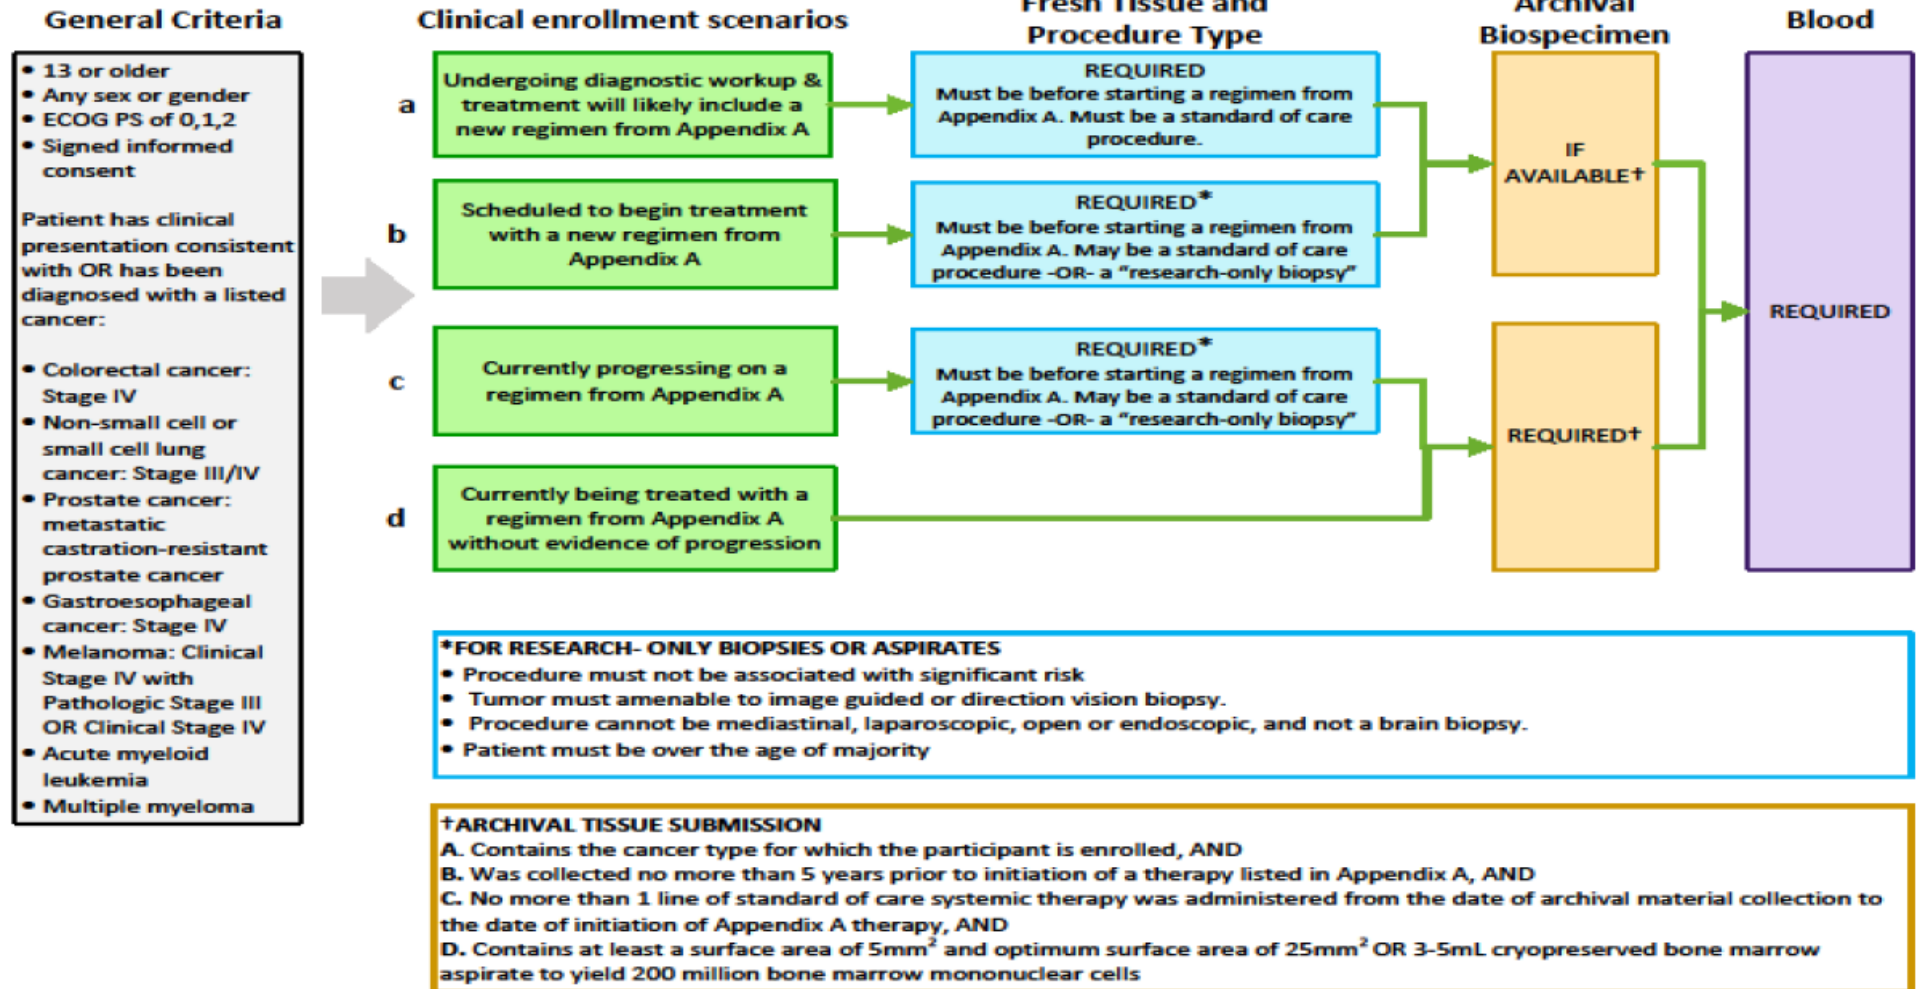 General Criteria
Clinical enrollment scenarios
Fresh Tissue and
Procedure Type
Archival
Biospecimen
Blood
• 13 or older
• Any sex or gender
• ECOG PS of 0,1,2
• Signed informed
consent
Patient has clinical
presentation consistent
with OR has been
diagnosed with a listed
cancer:
• Colorectal cancer:
Stage IV
• Non-small cell or
small cell lung
cancer: Stage III/IV
• Prostate cancer:
metastatic
castration-resistant
prostate cancer
• Gastroesophageal
cancer: Stage IV
• Melanoma: Clinical
Stage IV with
Pathologic Stage III
OR Clinical Stage IV
• Acute myeloid
leukemia
• Multiple myeloma
a
Undergoing diagnostic workup &
treatment will likely include a
new regimen from Appendix A
REQUIRED
Must be before starting a regimen from
Appendix A. Must be a standard of care
procedure.
b
Scheduled to begin treatment
with a new regimen from
Appendix A
REQUIRED*
Must be before starting a regimen from
Appendix A. May be a standard of care
procedure -OR- a “research-only biopsy”
IF
AVAILABLE†
c
Currently progressing on a
regimen from Appendix A
REQUIRED*
Must be before starting a regimen from
Appendix A. May be a standard of care
procedure -OR- a “research-only biopsy”
d
Currently being treated with a
regimen from Appendix A
without evidence of progression
REQUIRED†
REQUIRED
*FOR RESEARCH- ONLY BIOPSIES OR ASPIRATES
• Procedure must not be associated with significant risk
• Tumor must amenable to image guided or direction vision biopsy.
• Procedure cannot be mediastinal, laparoscopic, open or endoscopic, and not a brain biopsy.
• Patient must be over the age of majority
†ARCHIVAL TISSUE SUBMISSION
A. Contains the cancer type for which the participant is enrolled, AND
B. Was collected no more than 5 years prior to initiation of a therapy listed in Appendix A, AND
C. No more than 1 line of standard of care systemic therapy was administered from the date of archival material collection to
the date of initiation of Appendix A therapy, AND
D. Contains at least a surface area of 5mm² and optimum surface area of 25mm² OR 3-5mL cryopreserved bone marrow
aspirate to yield 200 million bone marrow mononuclear cells